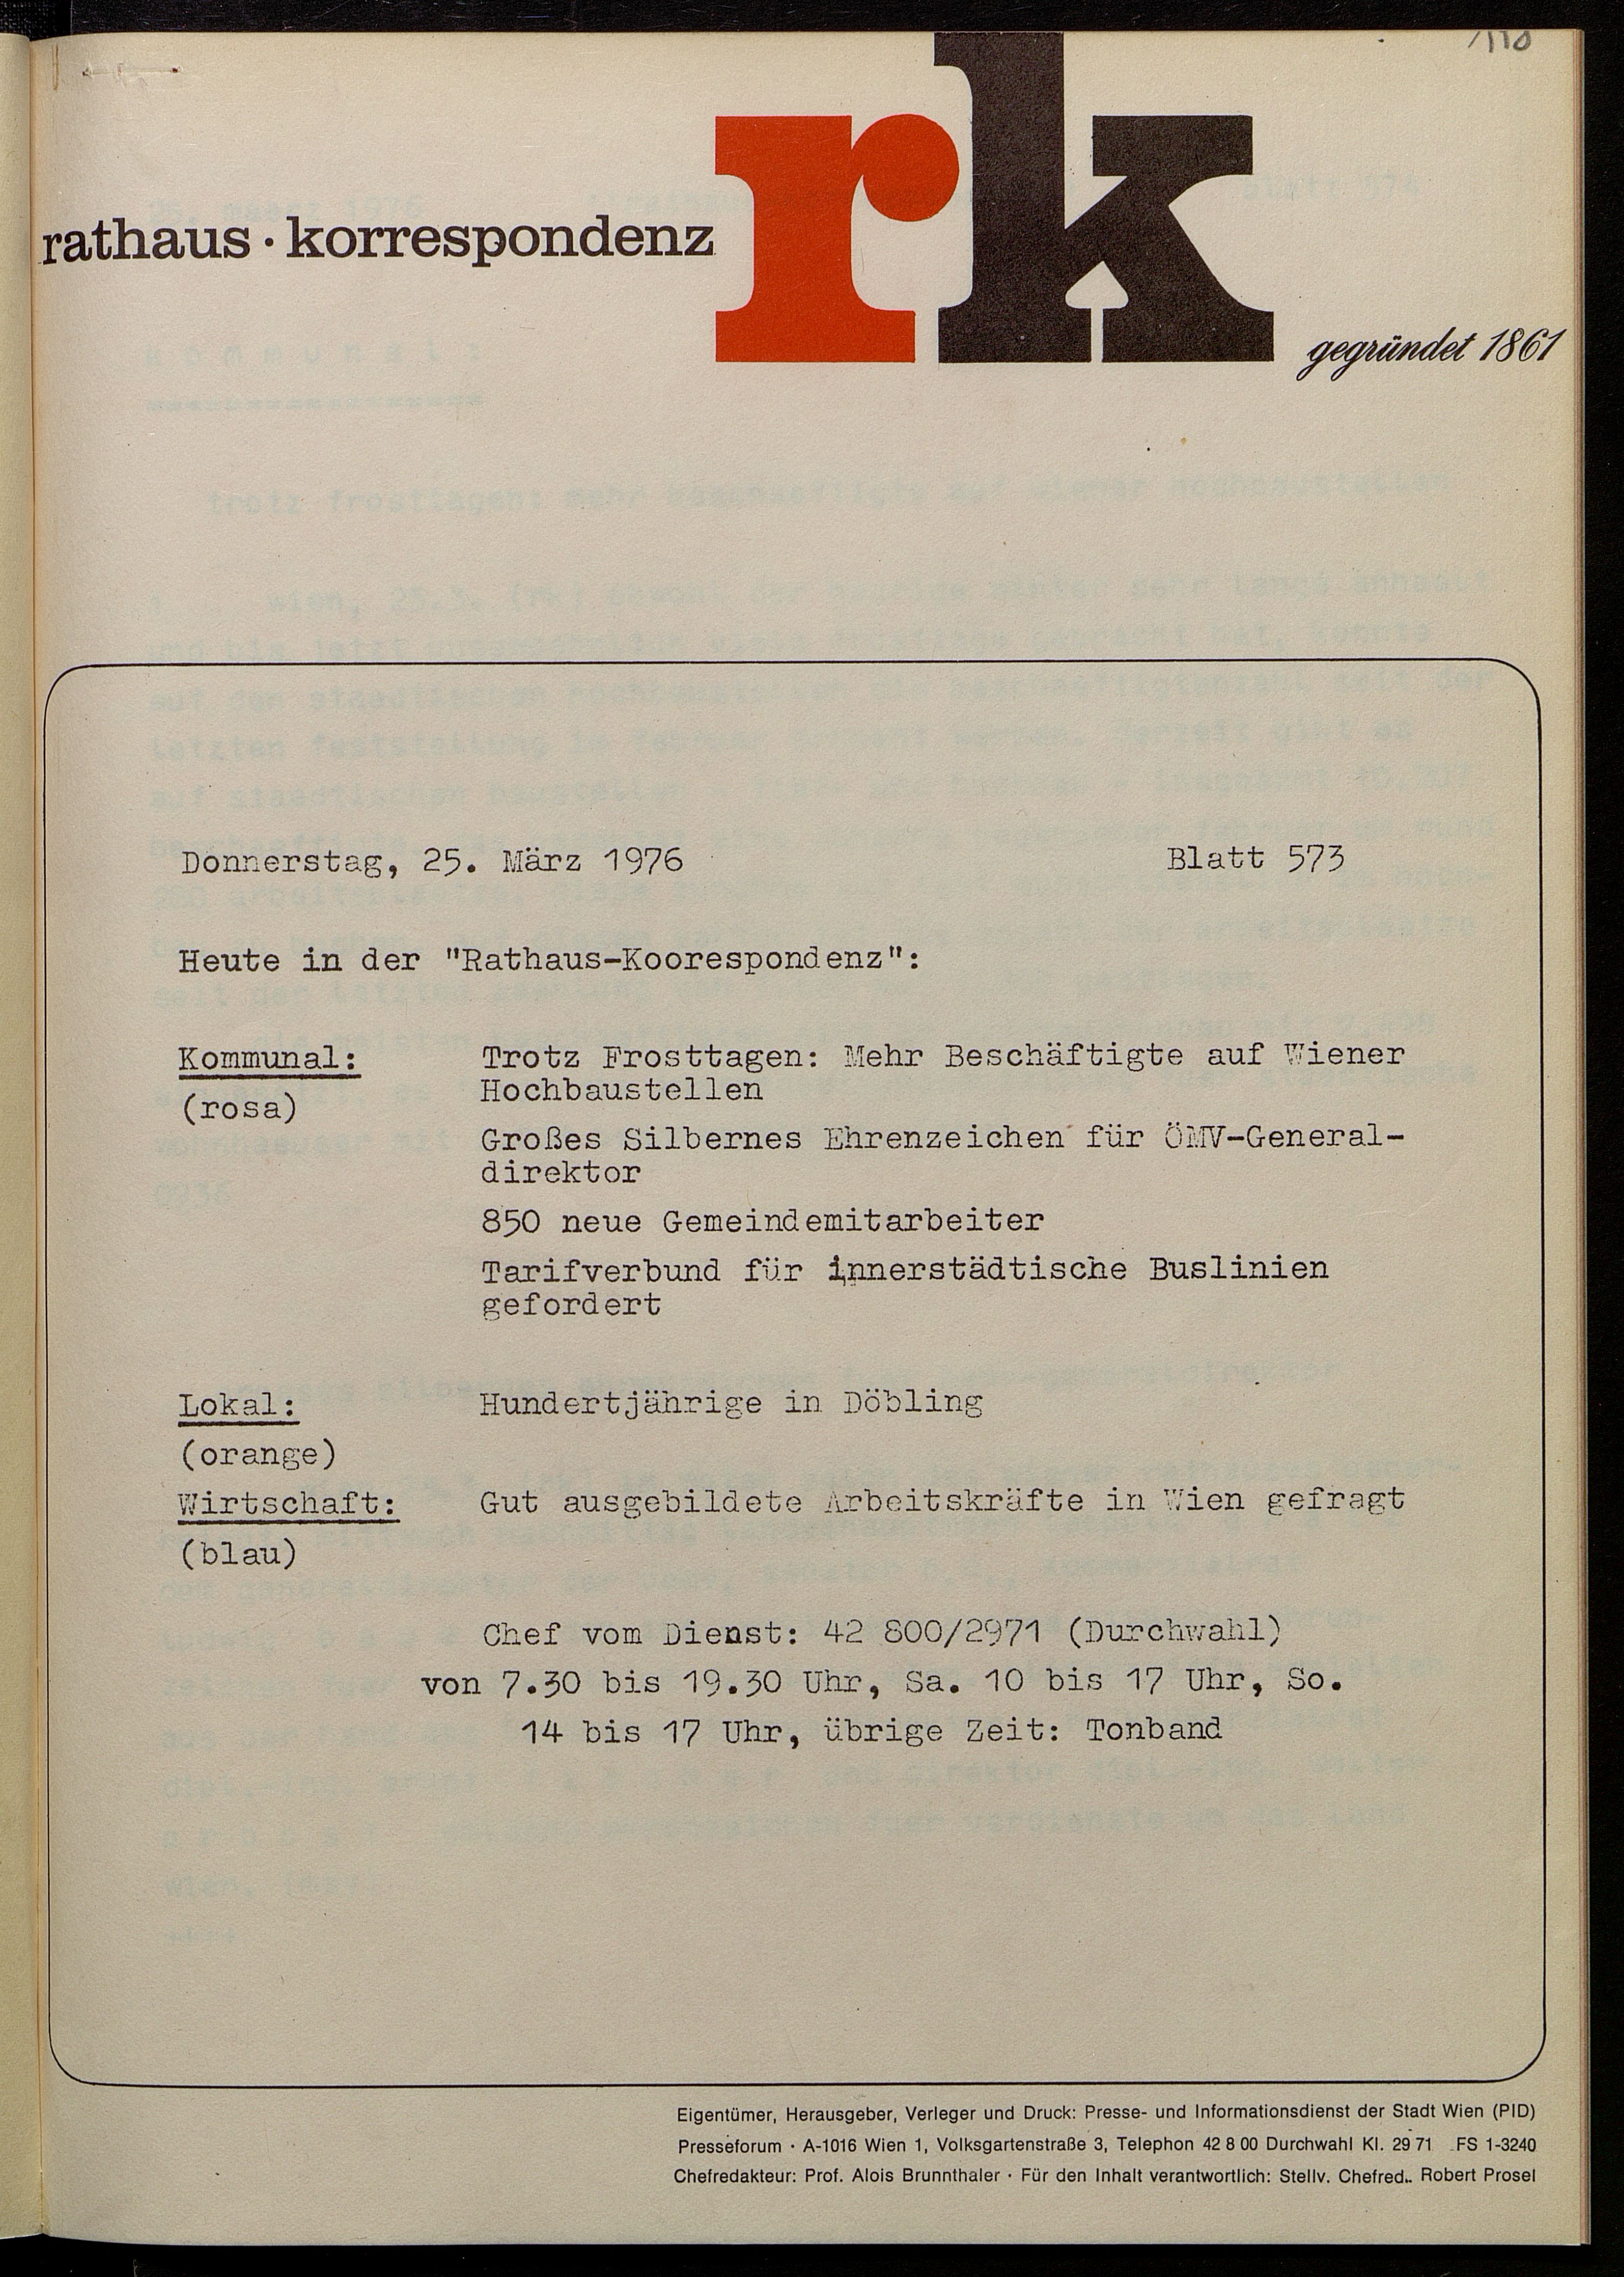 rathaus · korrespondenz
rk
gegründet 1861
Donnerstag, 25. März 1976 Blatt 573
Heute in der "Rathaus-Koorespondenz":
Kommunal: Trotz Frosttagen: Mehr Beschäftigte auf Wiener
Hochbaustellen
(rosa)
Großes Silbernes Ehrenzeichen für ÖMV-General-
direktor
850 neue Gemeindemitarbeiter
Tarifverbund für innerstädtische Buslinien
gefordert
Lokal: Hundertjährige in Döbling
(orange)
Wirtschaft: Gut ausgebildete Arbeitskräfte in Wien gefragt
(blau)
Chef vom Dienst: 42 800/2971 (Durchwahl)
von 7.30 bis 19.30 Uhr, Sa. 10 bis 17 Uhr, So.
14 bis 17 Uhr, übrige Zeit: Tonband
Eigentümer, Herausgeber, Verleger und Druck: Presse- und Informationsdienst der Stadt Wien (PID)
Presseforum · A-1016 Wien 1, Volksgartenstraße 3, Telephon 42 8 00 Durchwahl Kl. 29 71 FS 1-3240
Chefredakteur: Prof. Alois Brunnthaler · Für den Inhalt verantwortlich: Stellv. Chefred.. Robert Prosel